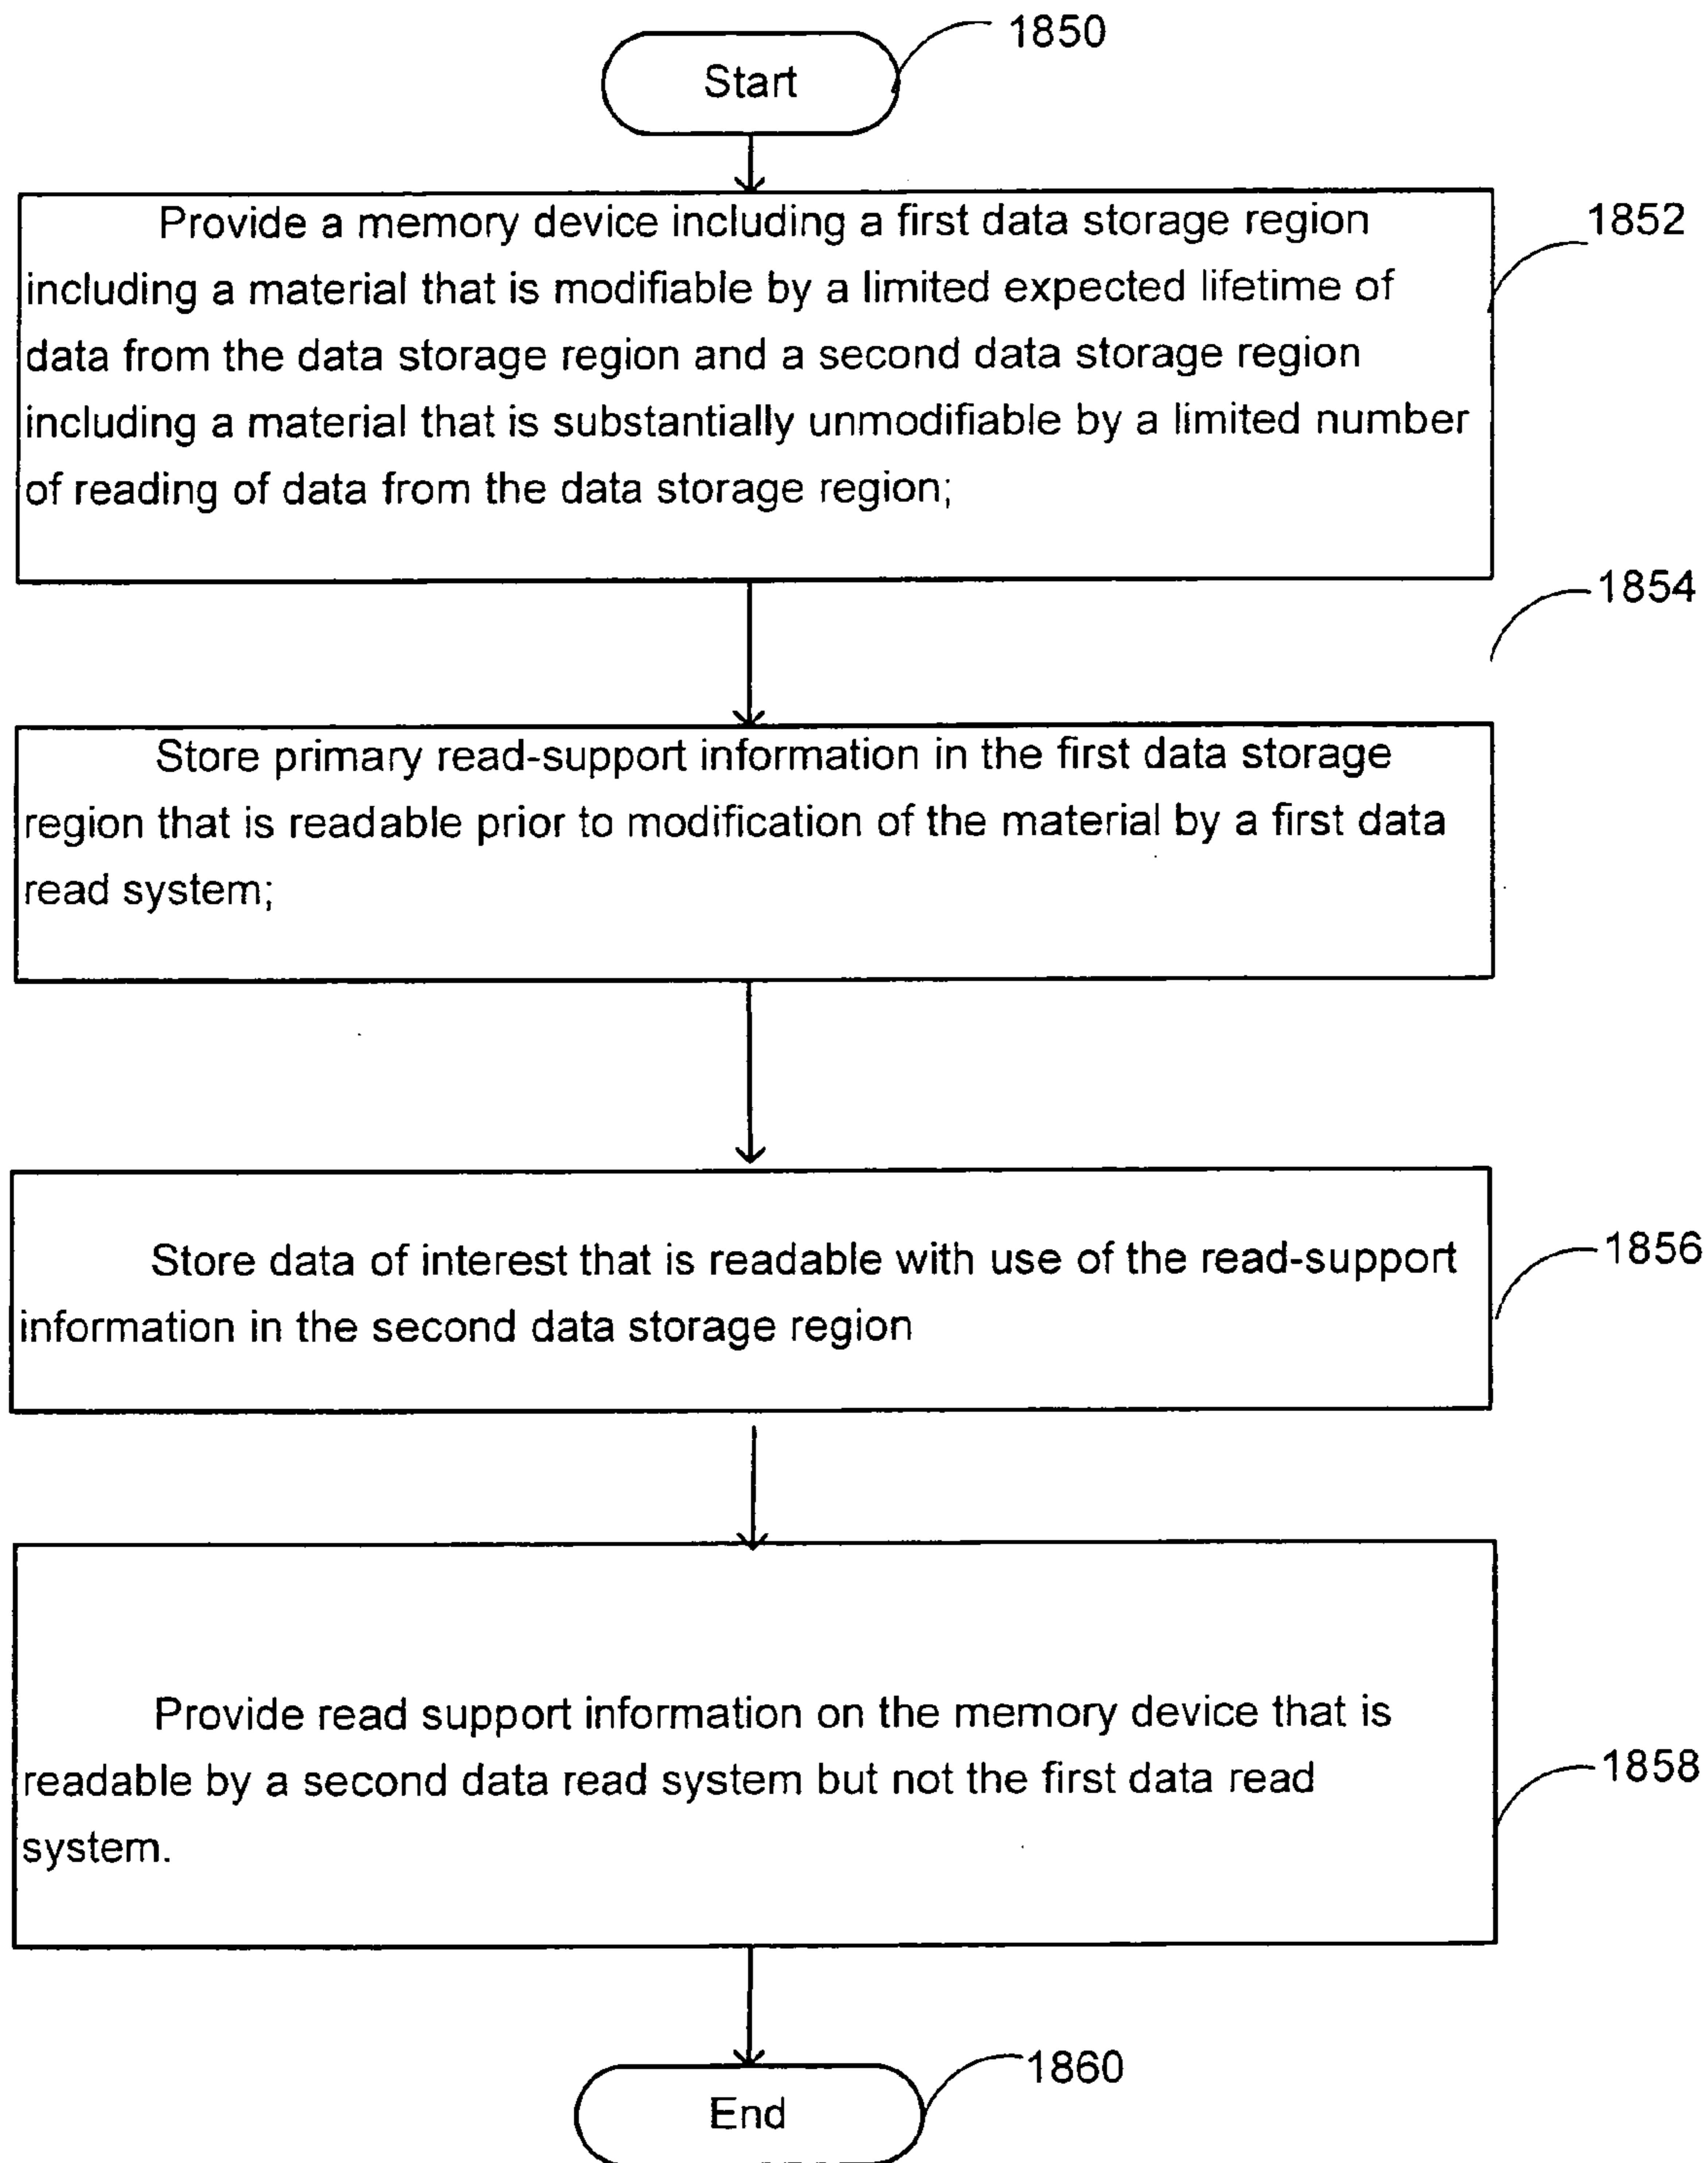 1850
Start
1852
Provide a memory device including a first data storage region
including a material that is modifiable by a limited expected lifetime of
data from the data storage region and a second data storage region
including a material that is substantially unmodifiable by a limited number
of reading of data from the data storage region;
1854
Store primary read-support information in the first data storage
region that is readable prior to modification of the material by a first data
read system;
1856
Store data of interest that is readable with use of the read-support
information in the second data storage region
1858
Provide read support information on the memory device that is
readable by a second data read system but not the first data read
system.
1860
End